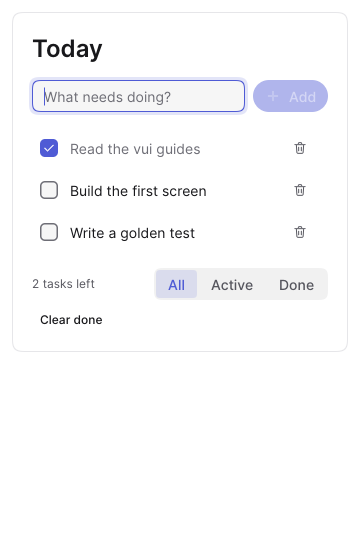 Today
What needs doing?
Add
Read the vui guides
Build the first screen
Write a golden test
2 tasks left
All Active Done
Clear done